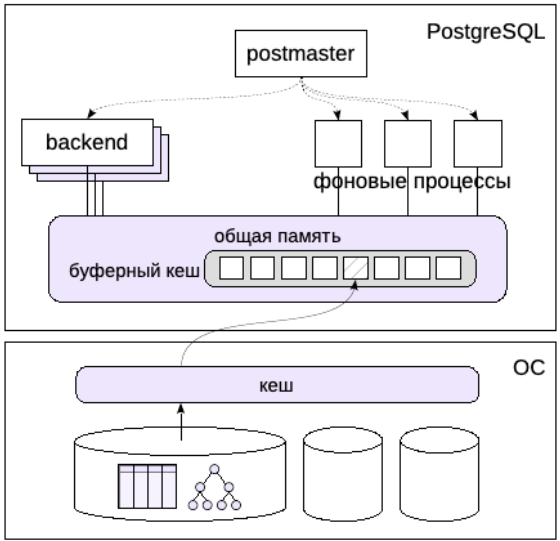 PostgreSQL
postmaster
backend
фоновые процессы
общая память
буферный кеш
ОС
кеш